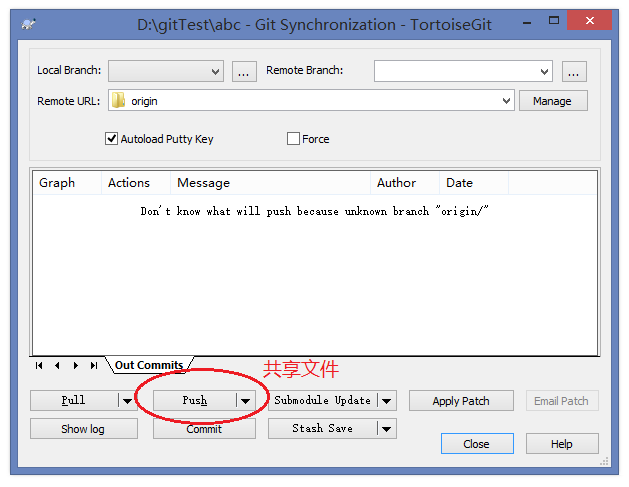 D:\gitTest\abc - Git Synchronization - TortoiseGit
Local Branch: ... Remote Branch: ...
Remote URL: origin Manage
Autoload Putty Key Force
Graph Actions Message Author Date
Don't know what will push because unknown branch "origin/"
Out Commits
共享文件
Pull Push Submodule Update Apply Patch Email Patch
Show log Commit Stash Save
Close Help